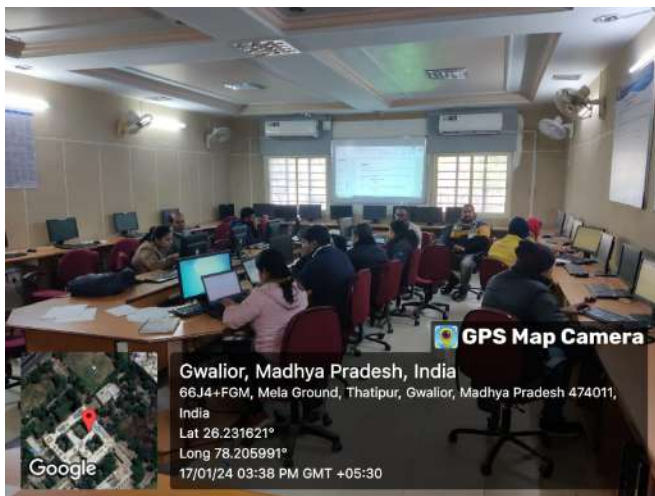 GPS Map Camera
Gwalior, Madhya Pradesh, India
66J4+FGM, Mela Ground, Thatipur, Gwalior, Madhya Pradesh 474011,
India
Lat 26.231621°
Long 78.205991°
17/01/24 03:38 PM GMT +05:30
Google